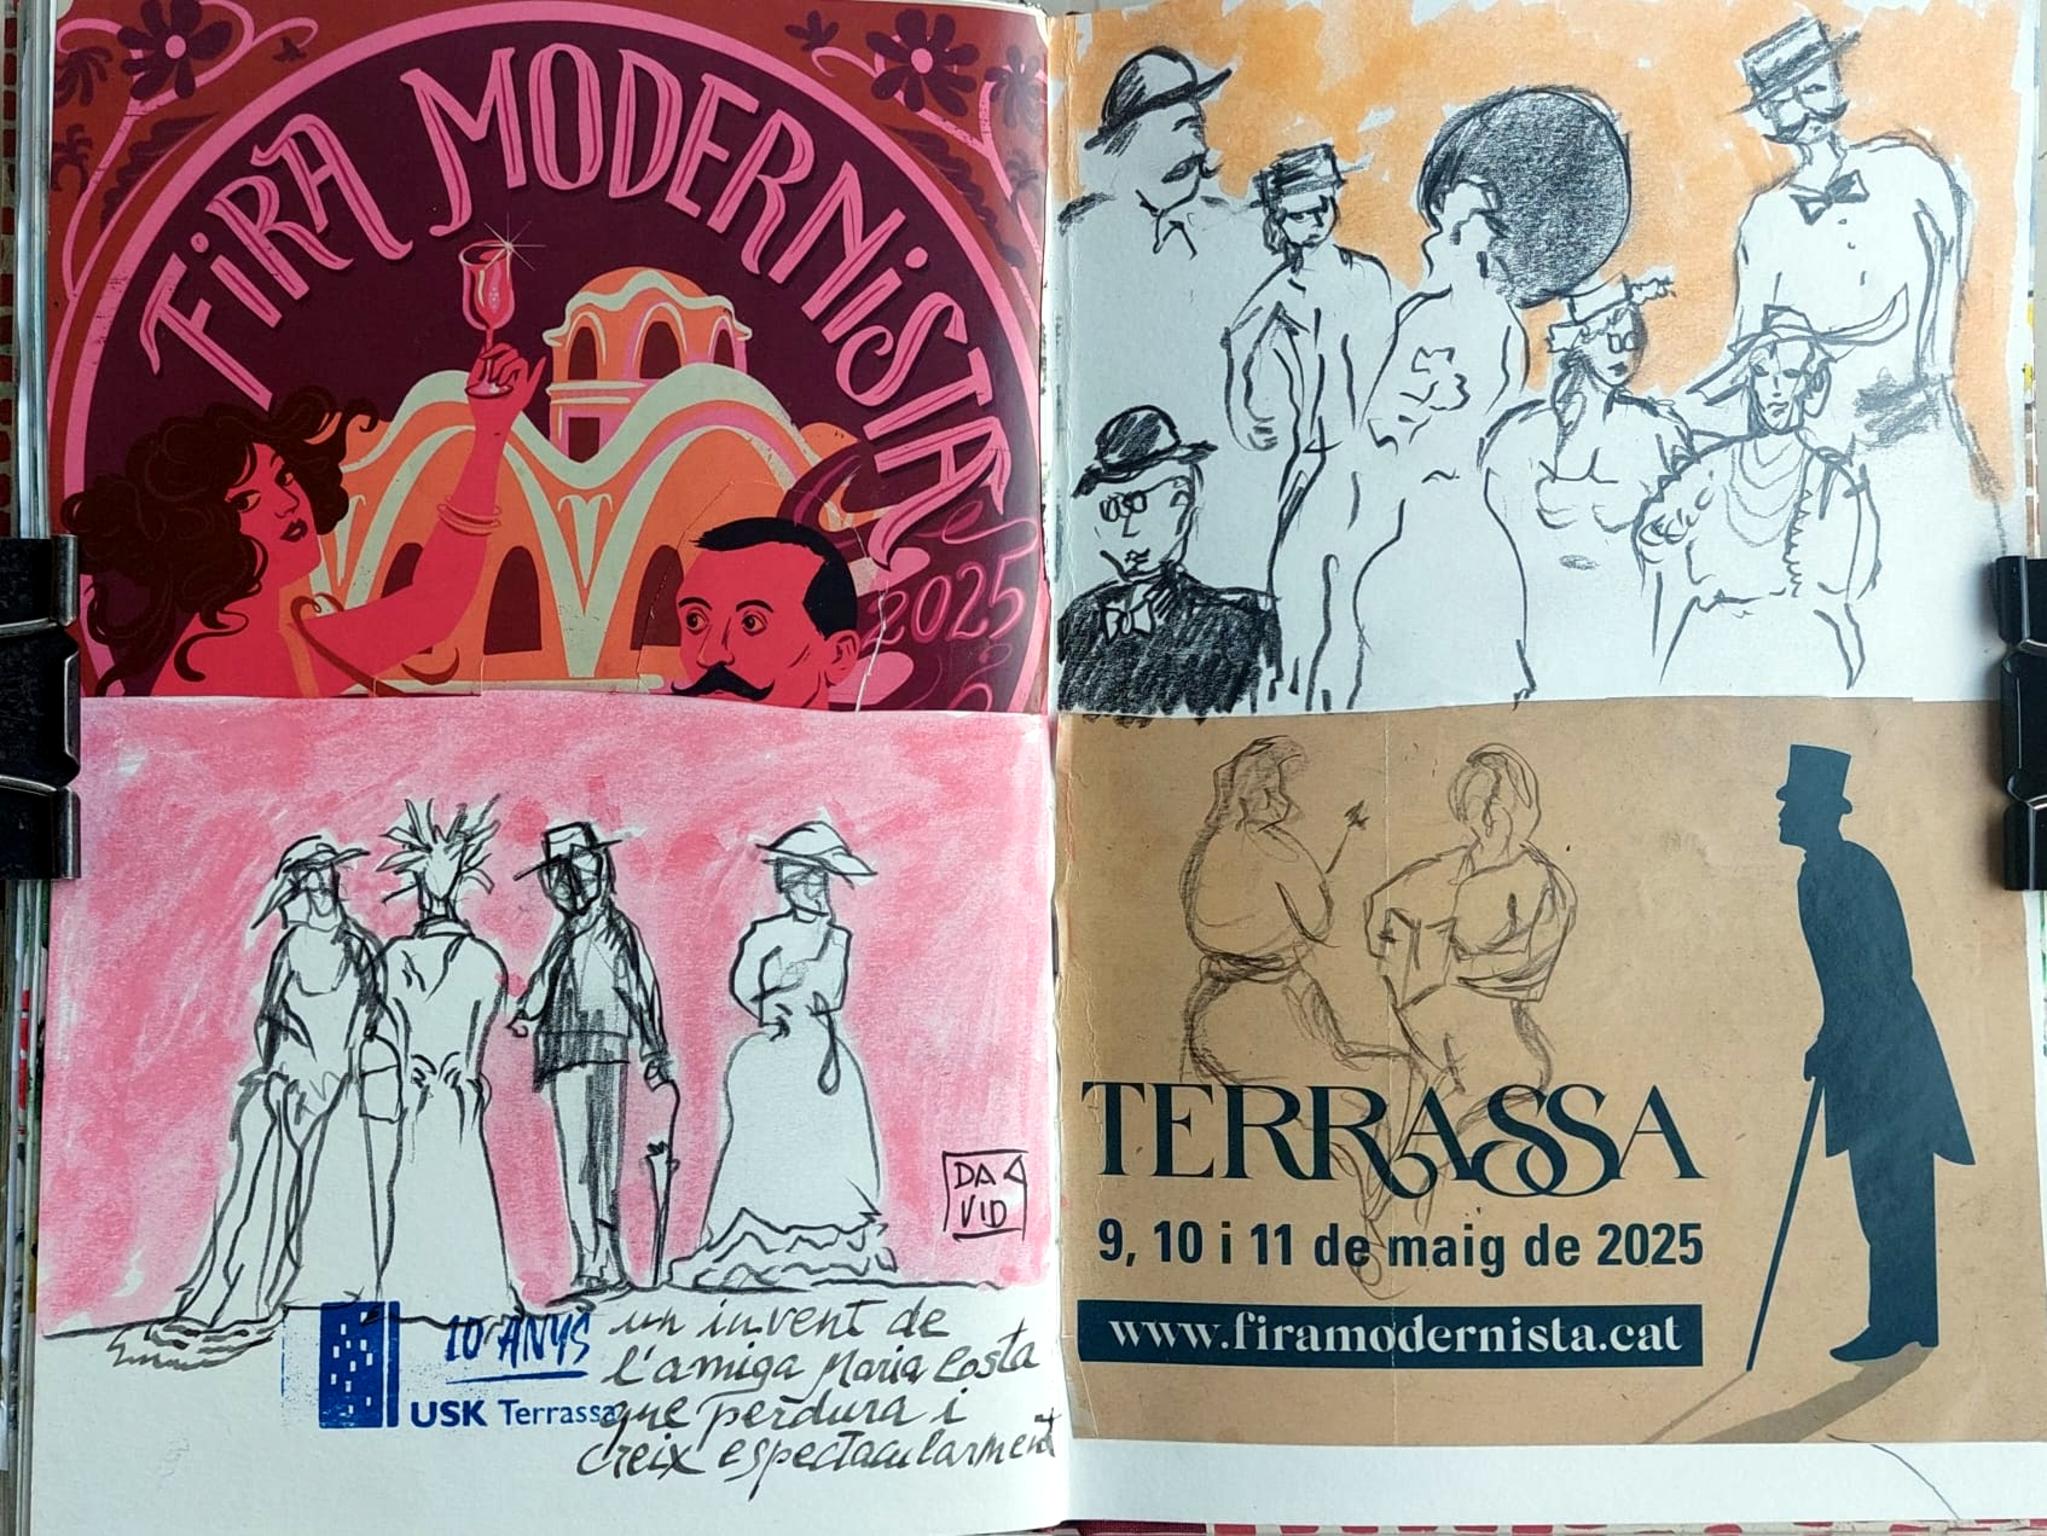 FiRA MODERNiSTA
2025
DA
VID
10 ANYS
USK Terrassa
un invent de
l'amiga Maria Costa
que perdura i
creix espectacularment
TERRASSA
9, 10 i 11 de maig de 2025
www.firamodernista.cat